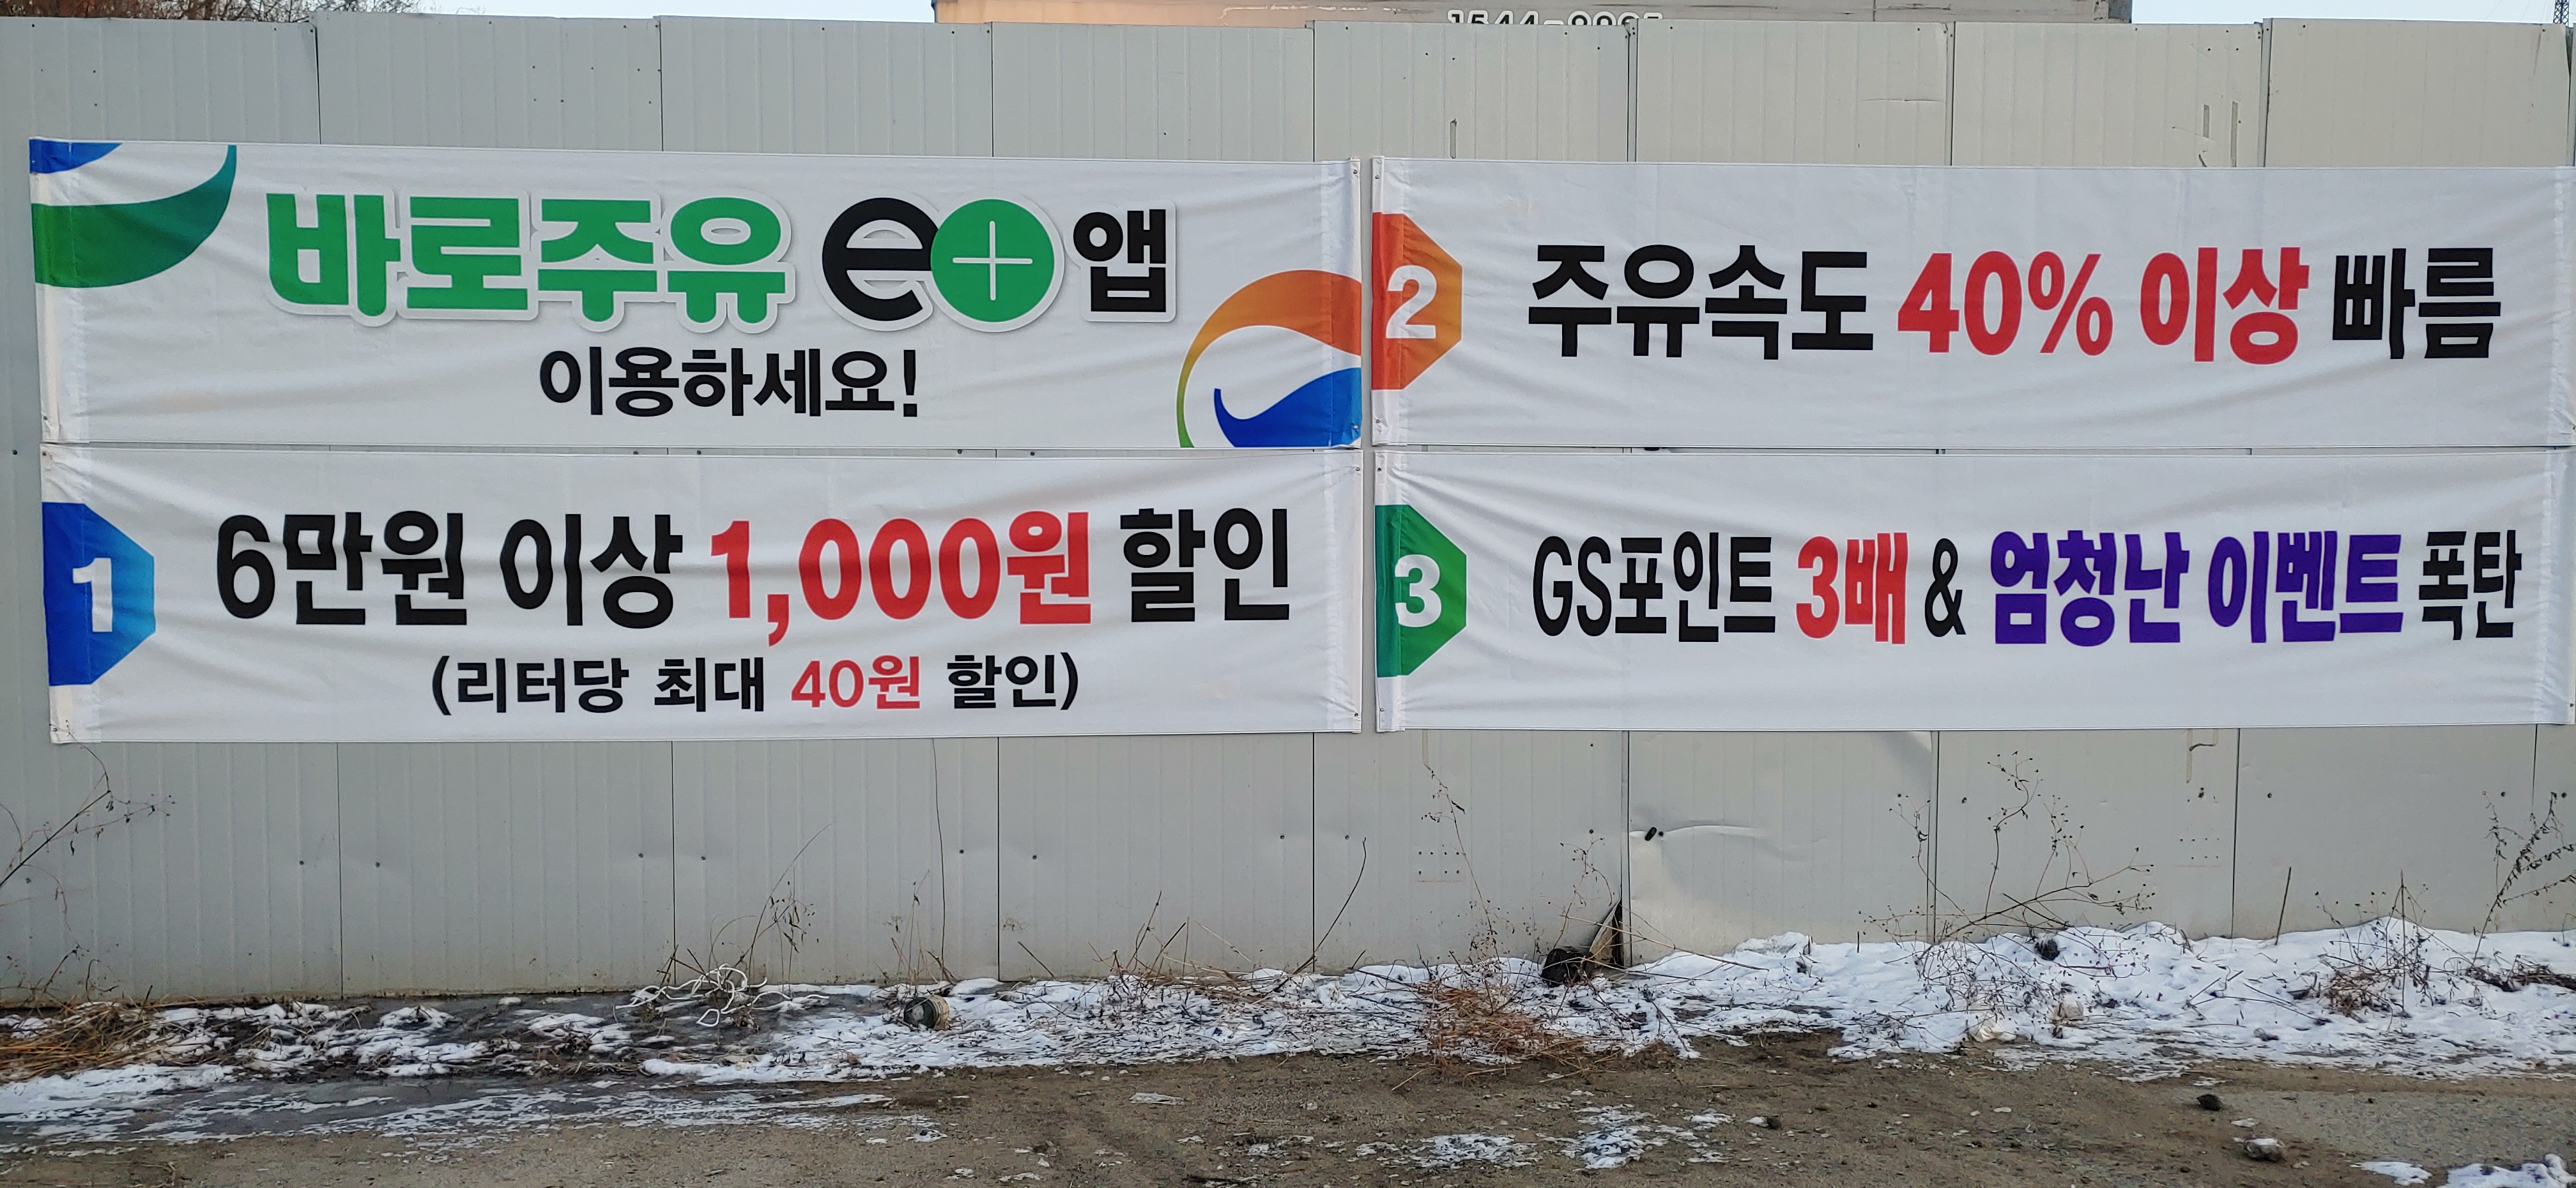 바로주유 e+ 앱
이용하세요!
1
6만원 이상 1,000원 할인
(리터당 최대 40원 할인)
2
주유속도 40% 이상 빠름
3
GS포인트 3배 & 엄청난 이벤트 폭탄